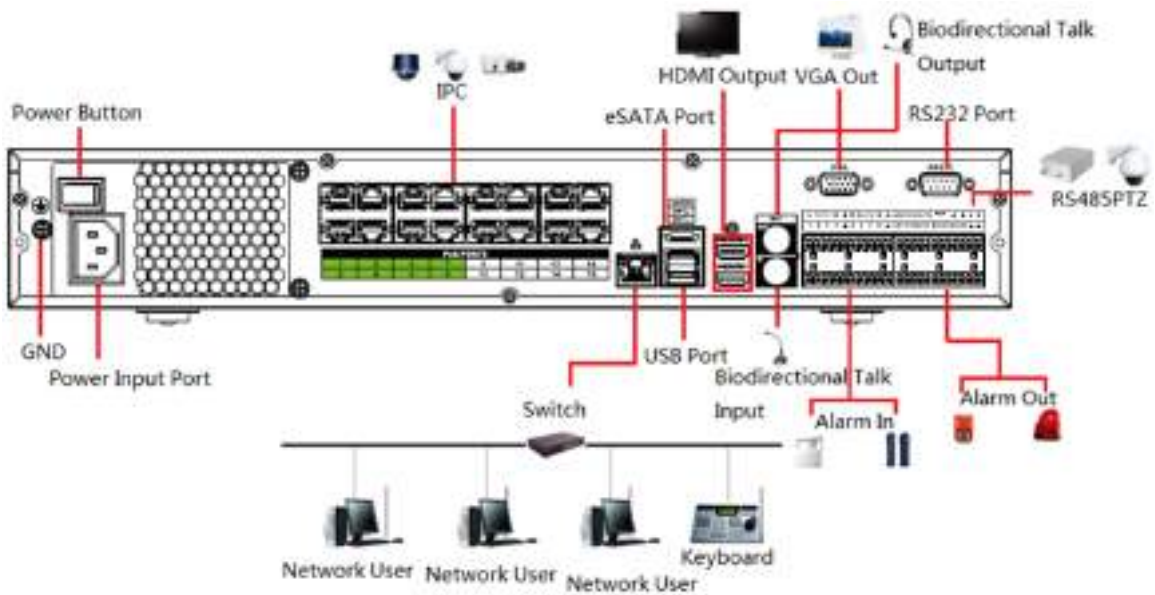 Biodirectional Talk
Output
HDMI Output
VGA Out
IPC
Power Button
eSATA Port
RS232 Port
RS485PTZ
GND
Power Input Port
USB Port
Biodirectional Talk
Input
Switch
Alarm In
Alarm Out
Network User
Network User
Network User
Keyboard